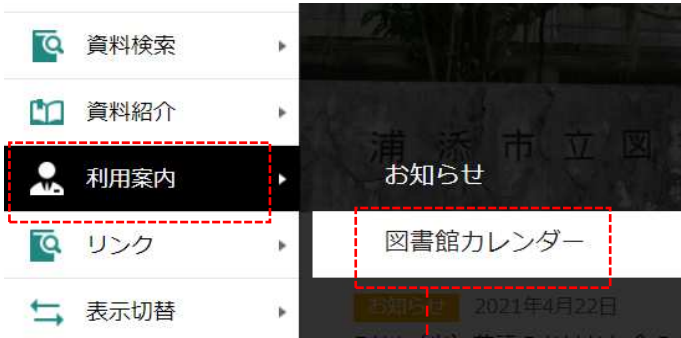 資料検索
資料紹介
利用案内
リンク
表示切替
浦添市立図
お知らせ
図書館カレンダー
お知らせ 2021年4月22日